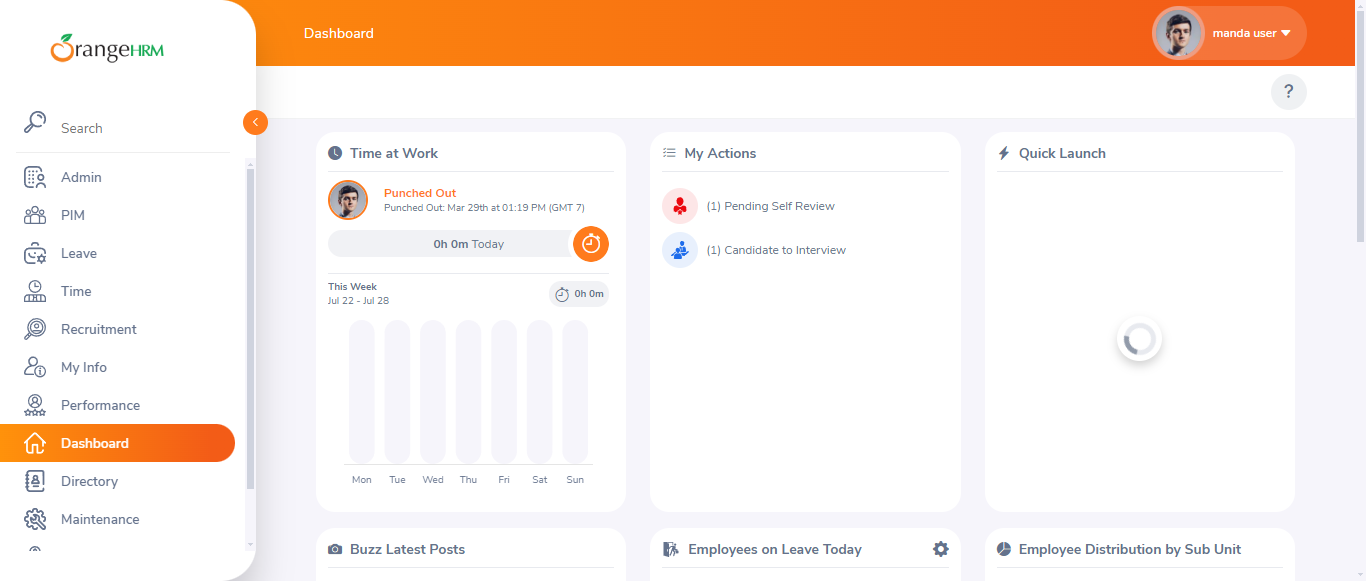 OrangeHRM
Search
Admin
PIM
Leave
Time
Recruitment
My Info
Performance
Dashboard
Directory
Maintenance
Dashboard
manda user
?
Time at Work
Punched Out
Punched Out: Mar 29th at 01:19 PM (GMT 7)
0h 0m Today
This Week
Jul 22 - Jul 28
0h 0m
Mon Tue Wed Thu Fri Sat Sun
My Actions
(1) Pending Self Review
(1) Candidate to Interview
Quick Launch
Buzz Latest Posts
Employees on Leave Today
Employee Distribution by Sub Unit